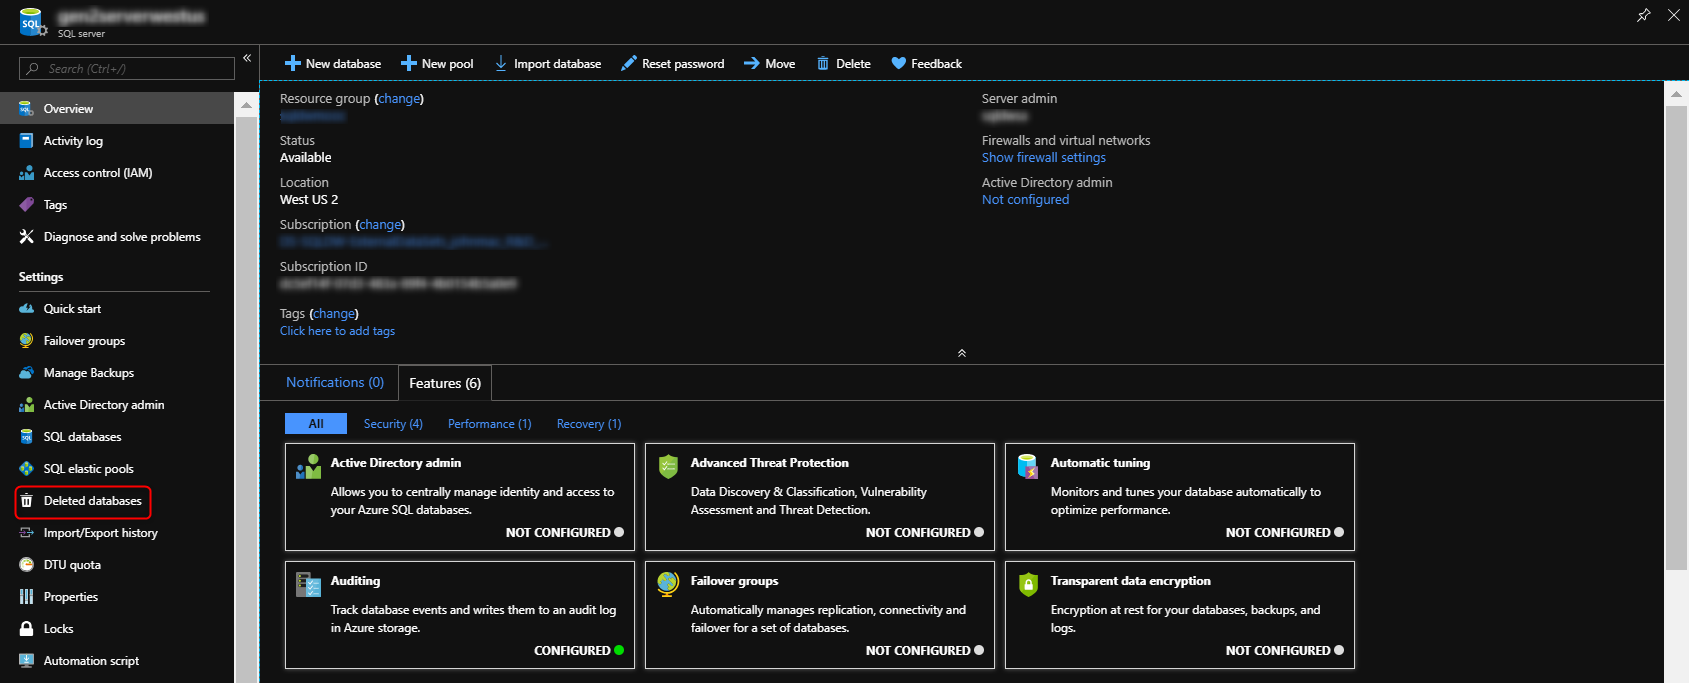 SQL server
Search (Ctrl+/)
«
New database
New pool
Import database
Reset password
Move
Delete
Feedback
Overview
Activity log
Access control (IAM)
Tags
Diagnose and solve problems
Settings
Quick start
Failover groups
Manage Backups
Active Directory admin
SQL databases
SQL elastic pools
Deleted databases
Import/Export history
DTU quota
Properties
Locks
Automation script
Resource group (change)
Status
Available
Location
West US 2
Subscription (change)
Subscription ID
Tags (change)
Click here to add tags
Server admin
Firewalls and virtual networks
Show firewall settings
Active Directory admin
Not configured
Notifications (0)
Features (6)
All
Security (4)
Performance (1)
Recovery (1)
Active Directory admin
Allows you to centrally manage identity and access to
your Azure SQL databases.
NOT CONFIGURED
Advanced Threat Protection
Data Discovery & Classification, Vulnerability
Assessment and Threat Detection.
NOT CONFIGURED
Automatic tuning
Monitors and tunes your database automatically to
optimize performance.
NOT CONFIGURED
Auditing
Track database events and writes them to an audit log
in Azure storage.
CONFIGURED
Failover groups
Automatically manages replication, connectivity and
failover for a set of databases.
NOT CONFIGURED
Transparent data encryption
Encryption at rest for your databases, backups, and
logs.
NOT CONFIGURED